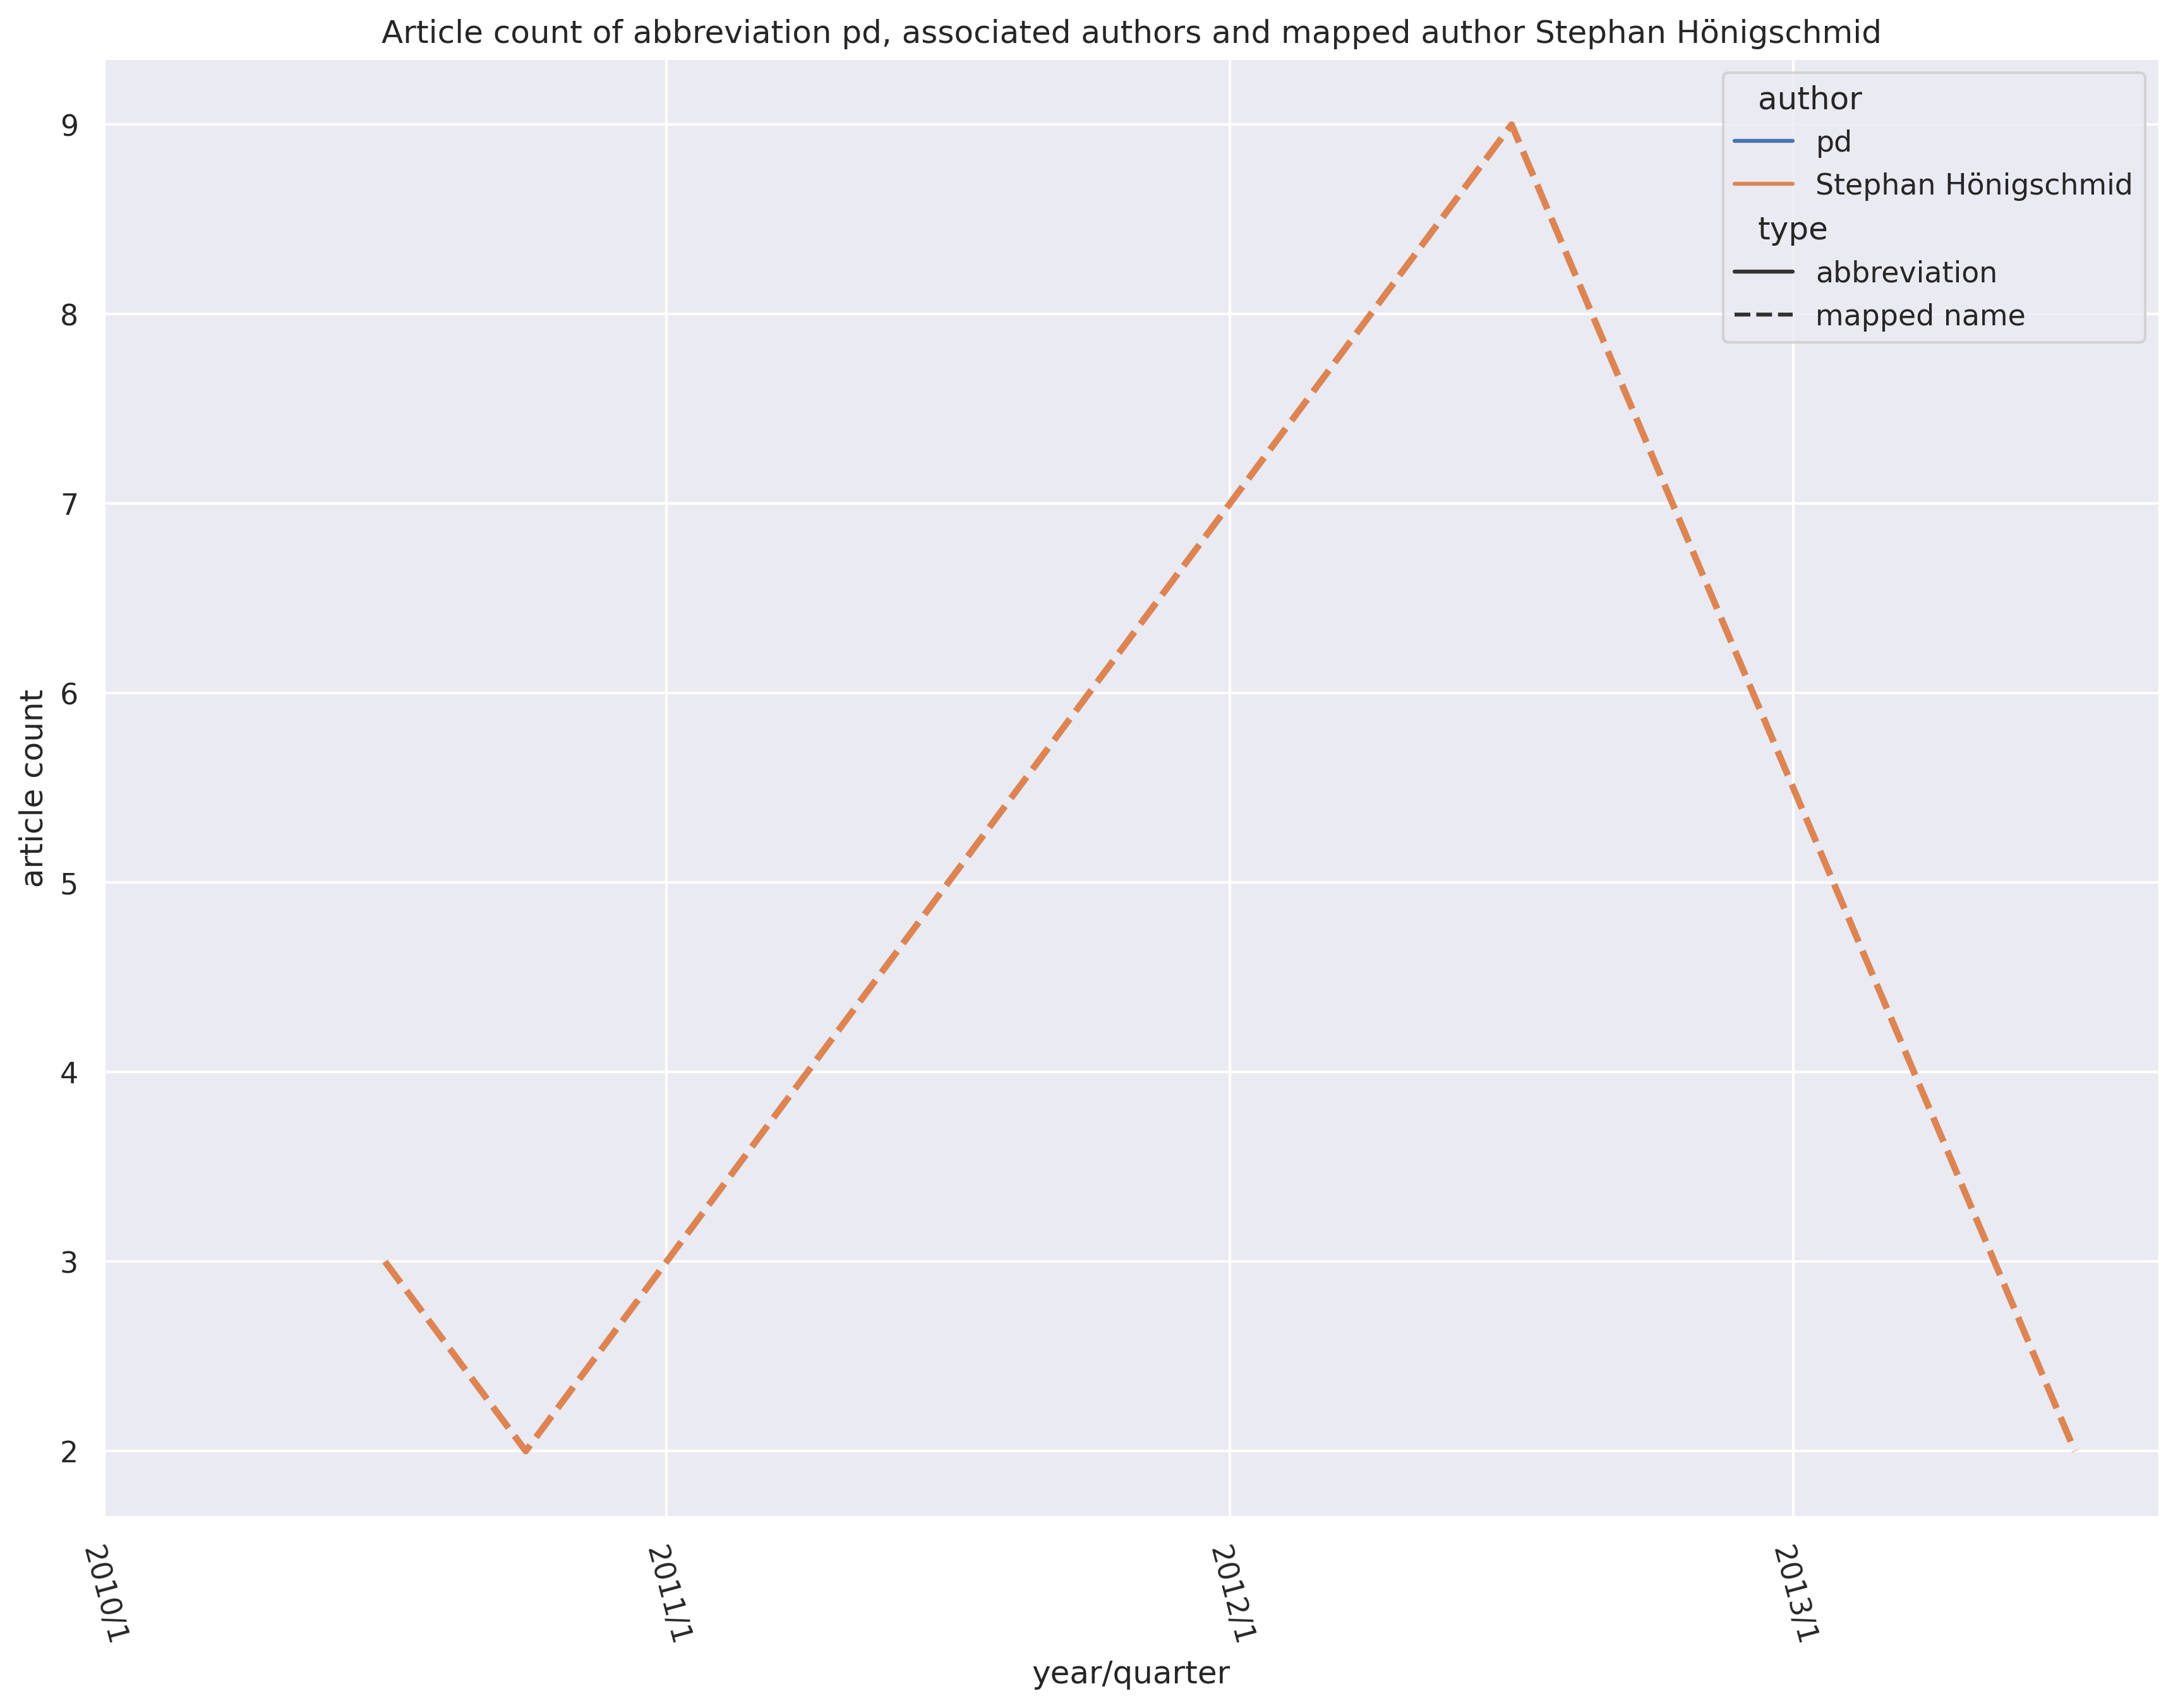 Article count of abbreviation pd, associated authors and mapped author Stephan Hönigschmid
author
pd
Stephan Hönigschmid
type
abbreviation
mapped name
9
8
7
6
5
4
3
2
article count
2010/1
2011/1
2012/1
2013/1
year/quarter